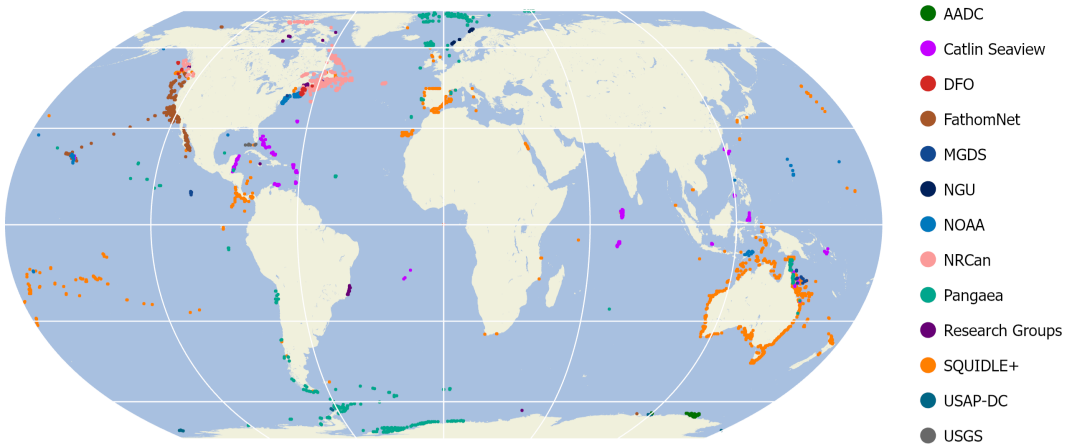 AADC
Catlin Seaview
DFO
FathomNet
MGDS
NGU
NOAA
NRCan
Pangaea
Research Groups
SQUIDLE+
USAP-DC
USGS